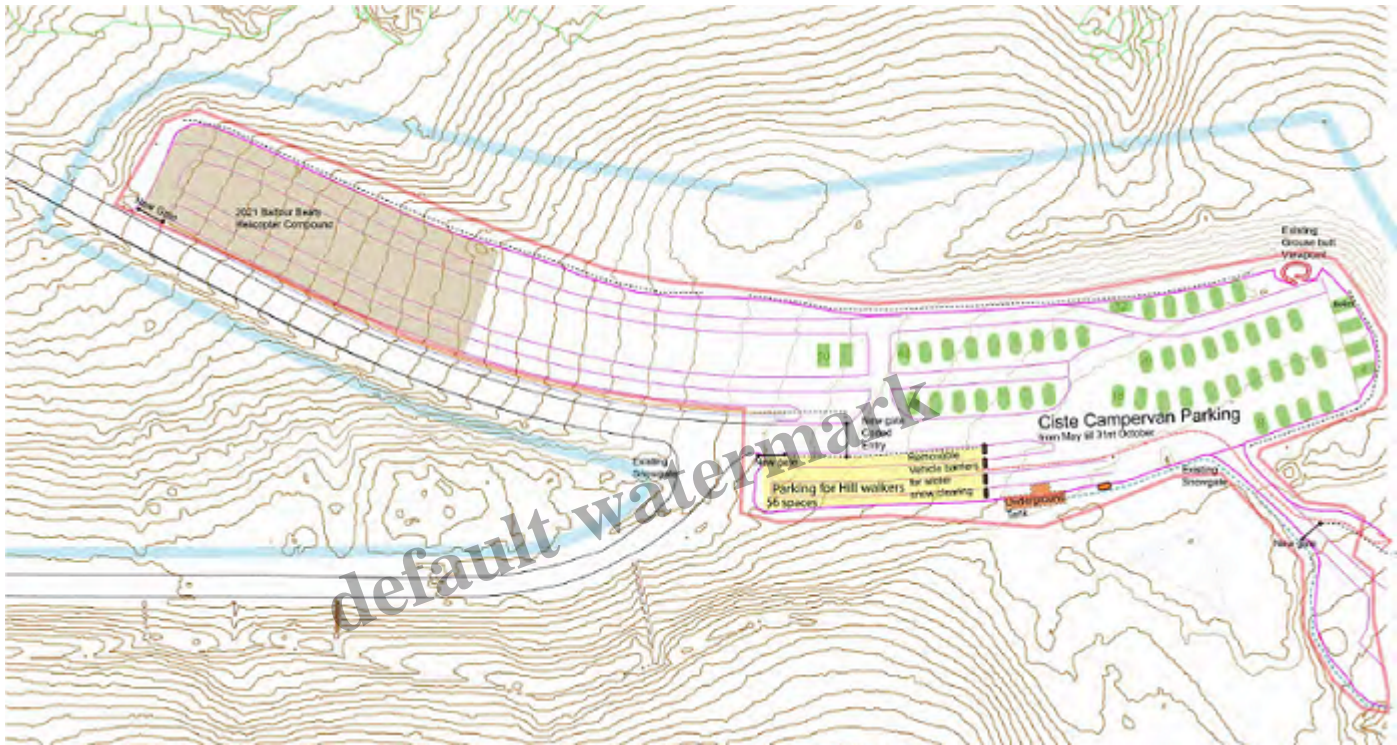 New Gate
2021 Balfour Beatty
Helicopter Compound
Existing
Grouse butt
Viewpoint
Ciste Campervan Parking
from May till 31st October
New gate
Coded
Entry
Existing
Snowgate
New gate
Parking for Hill walkers
56 spaces
Removable
Vehicle barriers
for winter
snow clearing
Underground
Tank
Existing
Snowgate
New gate
default watermark